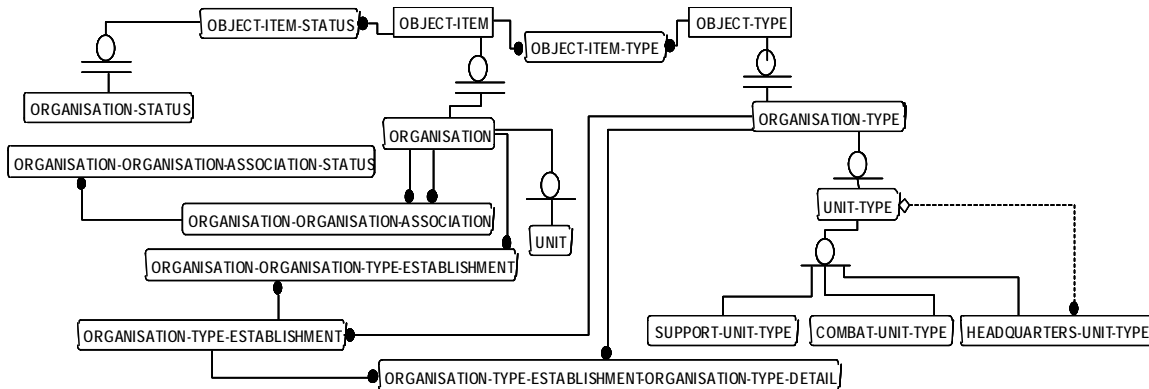 OBJECT-ITEM-STATUS
OBJECT-ITEM
OBJECT-TYPE
OBJECT-ITEM-TYPE
ORGANISATION-STATUS
ORGANISATION
ORGANISATION-TYPE
ORGANISATION-ORGANISATION-ASSOCIATION-STATUS
ORGANISATION-ORGANISATION-ASSOCIATION
UNIT
UNIT-TYPE
ORGANISATION-ORGANISATION-TYPE-ESTABLISHMENT
ORGANISATION-TYPE-ESTABLISHMENT
SUPPORT-UNIT-TYPE
COMBAT-UNIT-TYPE
HEADQUARTERS-UNIT-TYPE
ORGANISATION-TYPE-ESTABLISHMENT-ORGANISATION-TYPE-DETAIL